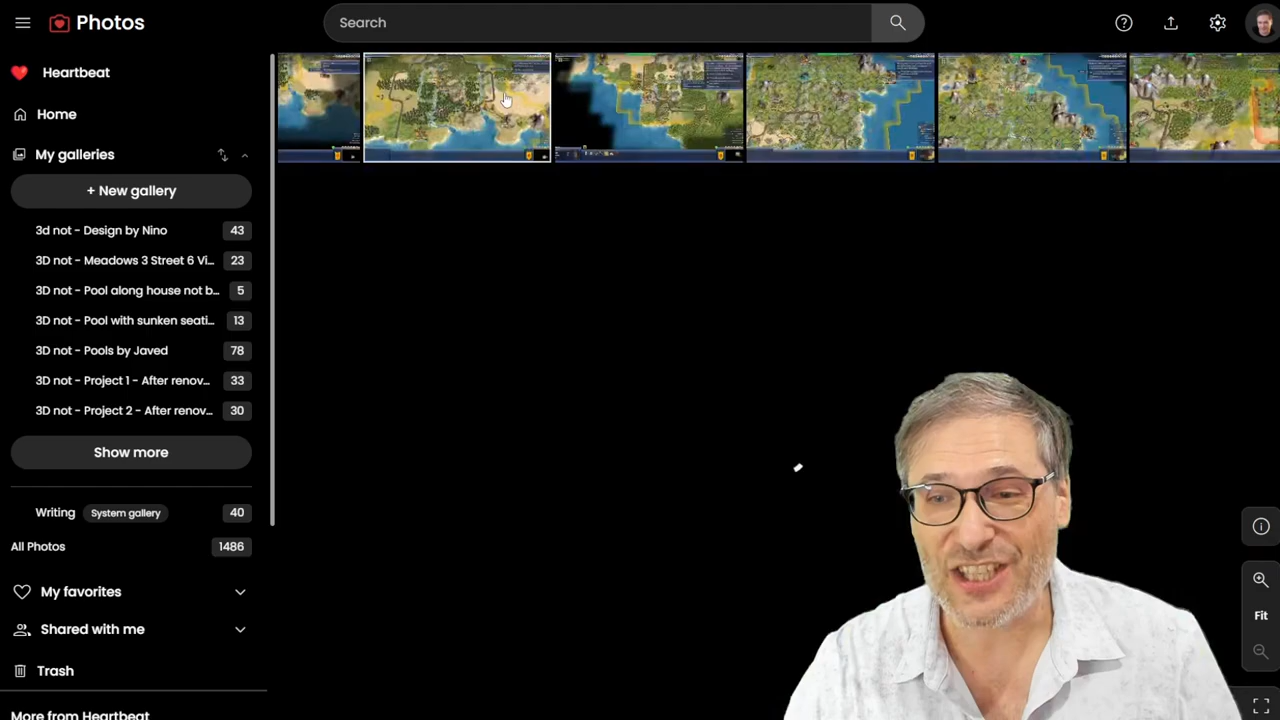 Photos
Search
Heartbeat
Home
My galleries
+ New gallery
3d not - Design by Nino 43
3D not - Meadows 3 Street 6 Vi... 23
3D not - Pool along house not b... 5
3D not - Pool with sunken seati... 13
3D not - Pools by Javed 78
3D not - Project 1 - After renov... 33
3D not - Project 2 - After renov... 30
Show more
Writing System gallery 40
All Photos 1486
My favorites
Shared with me
Fit
Trash
More from Heartbeat